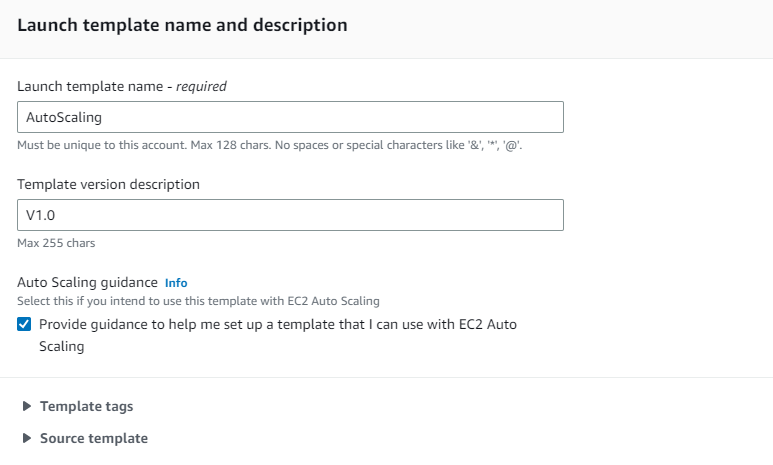 Launch template name and description
Launch template name - required
AutoScaling
Must be unique to this account. Max 128 chars. No spaces or special characters like '&', '*', '@'.
Template version description
V1.0
Max 255 chars
Auto Scaling guidance Info
Select this if you intend to use this template with EC2 Auto Scaling
Provide guidance to help me set up a template that I can use with EC2 Auto
Scaling
Template tags
Source template